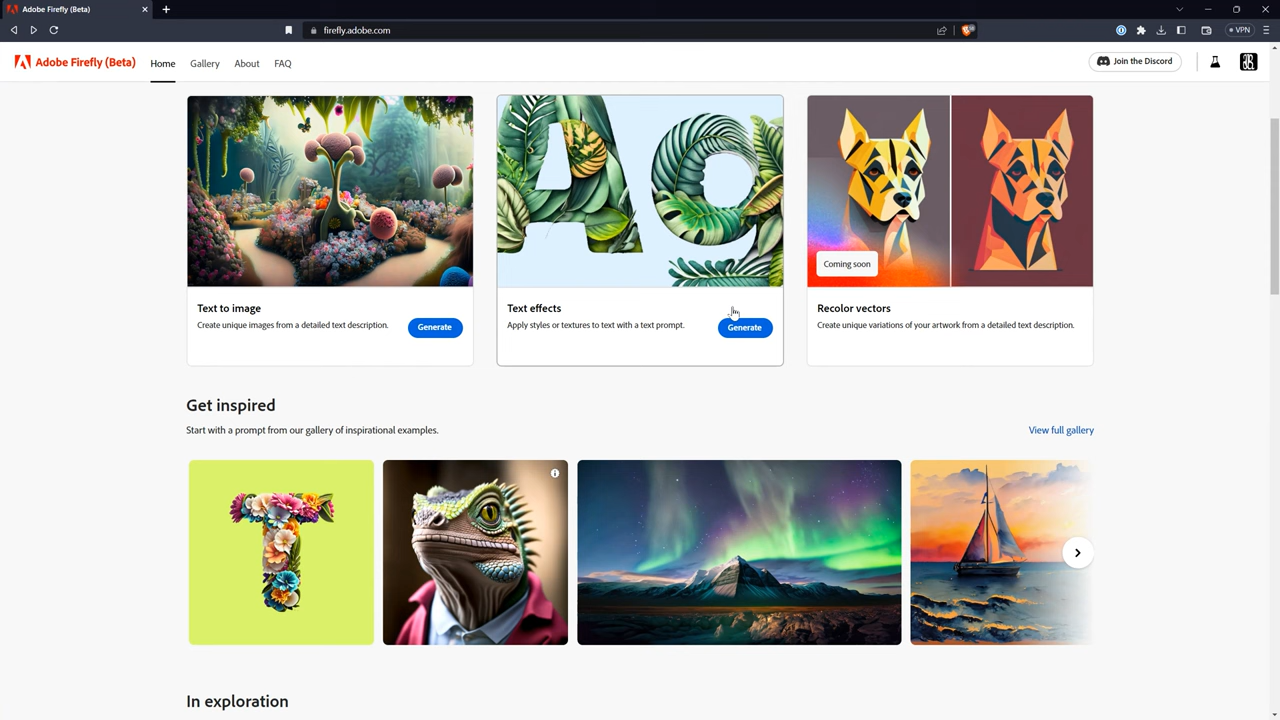 Adobe Firefly (Beta)
firefly.adobe.com
VPN
Adobe Firefly (Beta)
Home
Gallery
About
FAQ
Join the Discord
Ag
Coming soon
Text to image
Create unique images from a detailed text description.
Generate
Text effects
Apply styles or textures to text with a text prompt.
Generate
Recolor vectors
Create unique variations of your artwork from a detailed text description.
Get inspired
Start with a prompt from our gallery of inspirational examples.
View full gallery
T
In exploration